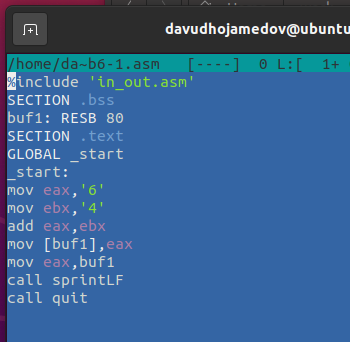 davudhojamedov@ubuntu
/home/da~b6-1.asm   [----]  0 L:[  1+
%include 'in_out.asm'
SECTION .bss
buf1: RESB 80
SECTION .text
GLOBAL _start
_start:
mov eax,'6'
mov ebx,'4'
add eax,ebx
mov [buf1],eax
mov eax,buf1
call sprintLF
call quit